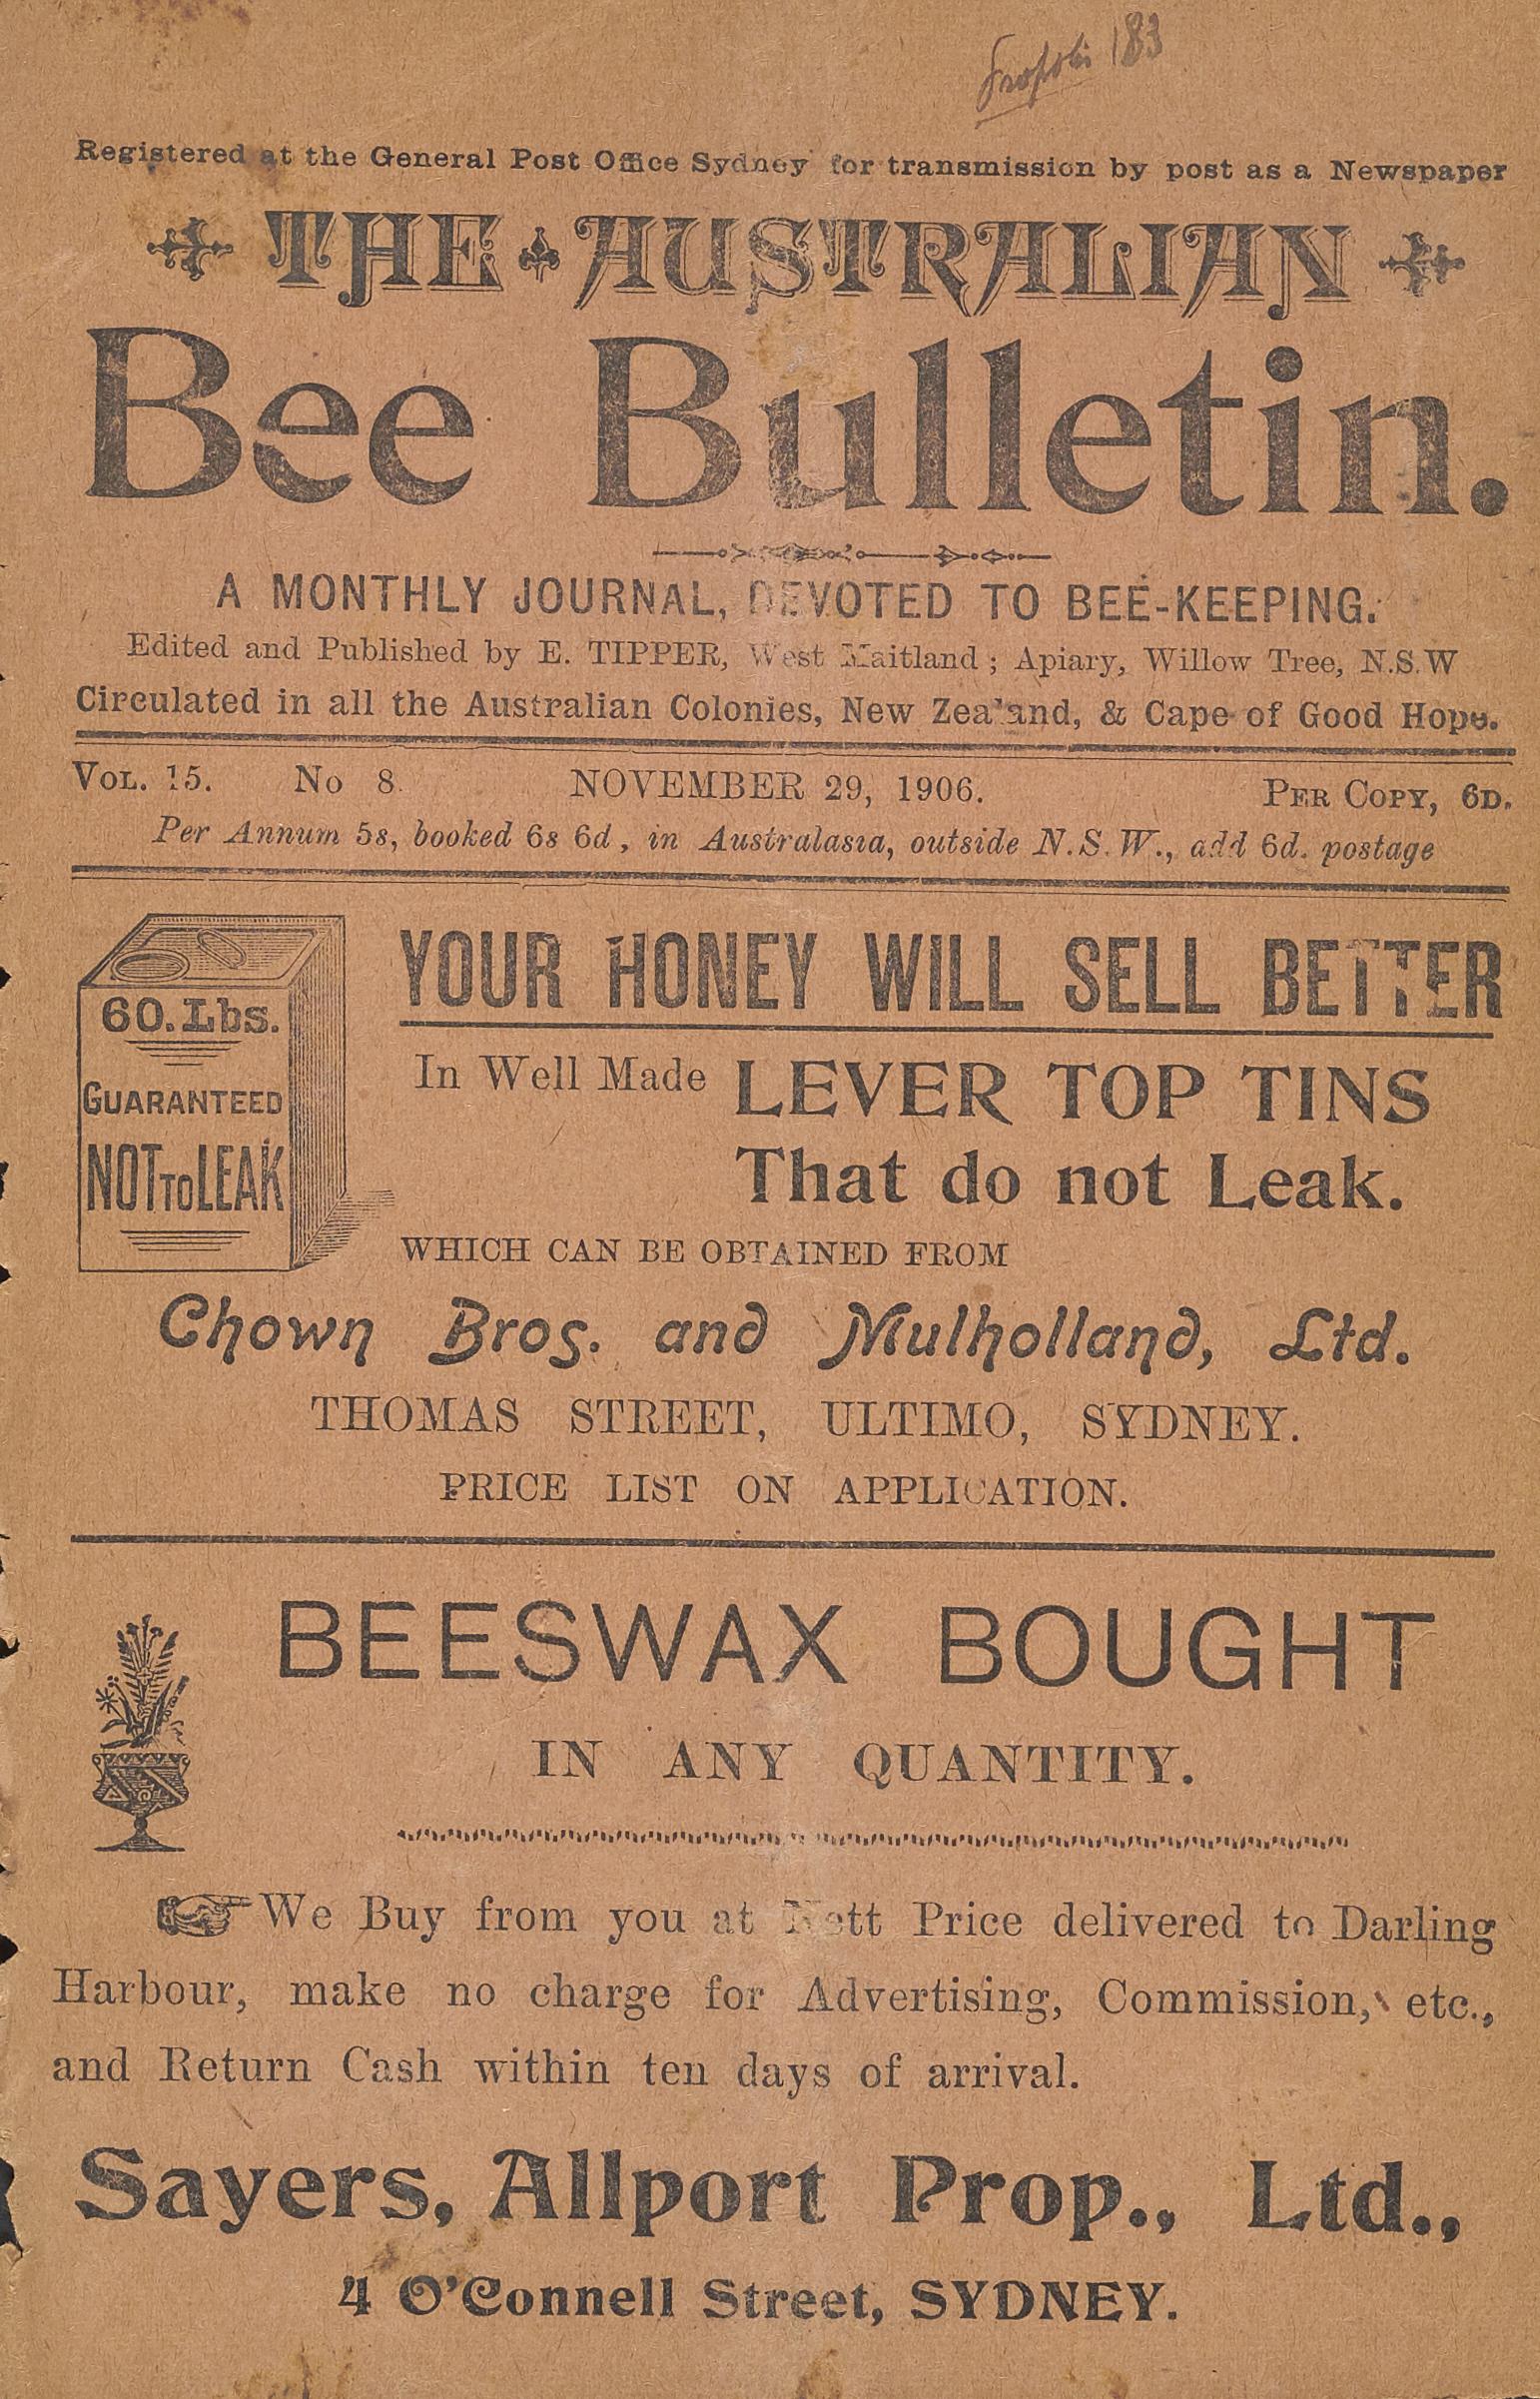 Propolis 183
Registered at the General Post Office Sydney for transmission by post as a Newspaper
THE AUSTRALIAN
Bee Bulletin.
A MONTHLY JOURNAL, DEVOTED TO BEE-KEEPING.
Edited and Published by E. TIPPER, West Maitland; Apiary, Willow Tree, N.S.W
Circulated in all the Australian Colonies, New Zealand, & Cape of Good Hope.
VOL. 15. No 8. NOVEMBER 29, 1906. PER COPY, 6D.
Per Annum 5s, booked 6s 6d, in Australasia, outside N.S.W., add 6d. postage
60. Lbs.
GUARANTEED
NOT TO LEAK
YOUR HONEY WILL SELL BETTER
In Well Made LEVER TOP TINS
That do not Leak.
WHICH CAN BE OBTAINED FROM
Chown Bros. and Mulholland, Ltd.
THOMAS STREET, ULTIMO, SYDNEY.
PRICE LIST ON APPLICATION.
BEESWAX BOUGHT
IN ANY QUANTITY.
We Buy from you at Nett Price delivered to Darling
Harbour, make no charge for Advertising, Commission, etc.,
and Return Cash within ten days of arrival.
Sayers, Allport Prop., Ltd.,
4 O'Connell Street, SYDNEY.